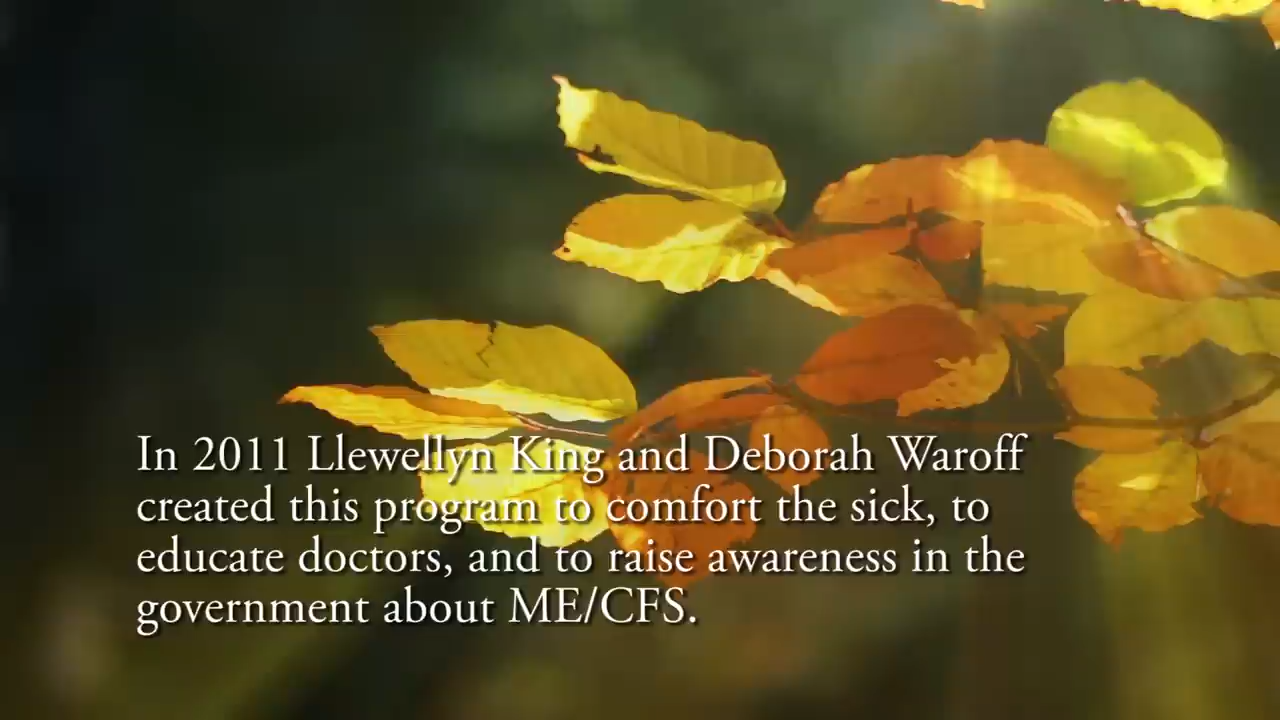 In 2011 Llewellyn King and Deborah Waroff
created this program to comfort the sick, to
educate doctors, and to raise awareness in the
government about ME/CFS.